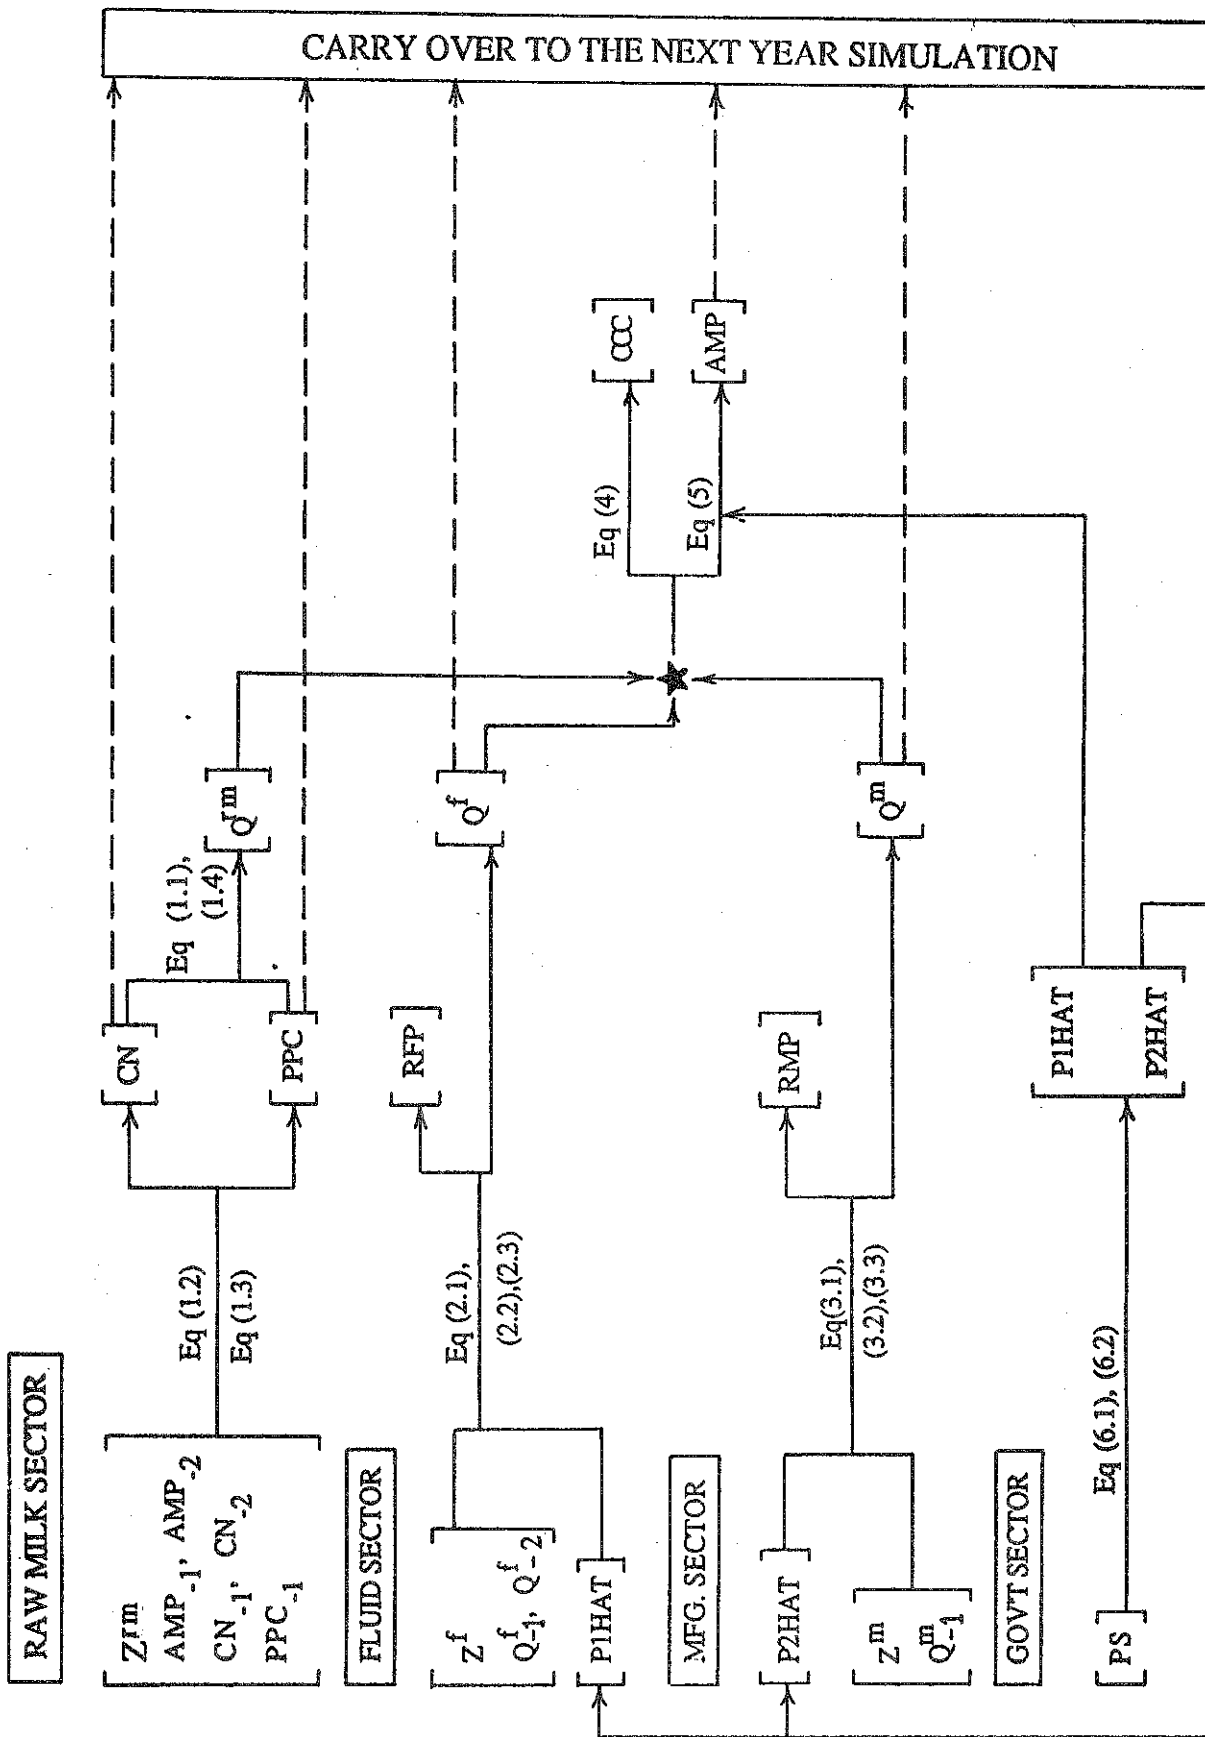 RAW MILK SECTOR
Z^rm
AMP_-1, AMP_-2
CN_-1, CN_-2
PPC_-1
Eq (1.2)
Eq (1.3)
[CN]
[PPC]
Eq (1.1),
(1.4)
[Q^rm]
FLUID SECTOR
Z^f
Q^f_-1, Q^f_-2
[P1HAT]
Eq (2.1),
(2.2),(2.3)
[RFP]
[Q^f]
MFG. SECTOR
[P2HAT]
Z^m
Q^m_-1
Eq(3.1),
(3.2),(3.3)
[RMP]
[Q^m]
GOVT SECTOR
[PS]
Eq (6.1), (6.2)
P1HAT
P2HAT
Eq (4)
Eq (5)
[CCC]
[AMP]
CARRY OVER TO THE NEXT YEAR SIMULATION